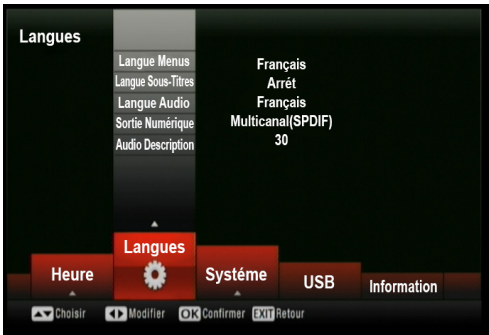 Langues
Langue Menus Français
Langue Sous-Titres Arrét
Langue Audio Français
Sortie Numérique Multicanal(SPDIF)
Audio Description 30
Heure Langues Systéme USB Information
Choisir Modifier OK Confirmer EXIT Retour